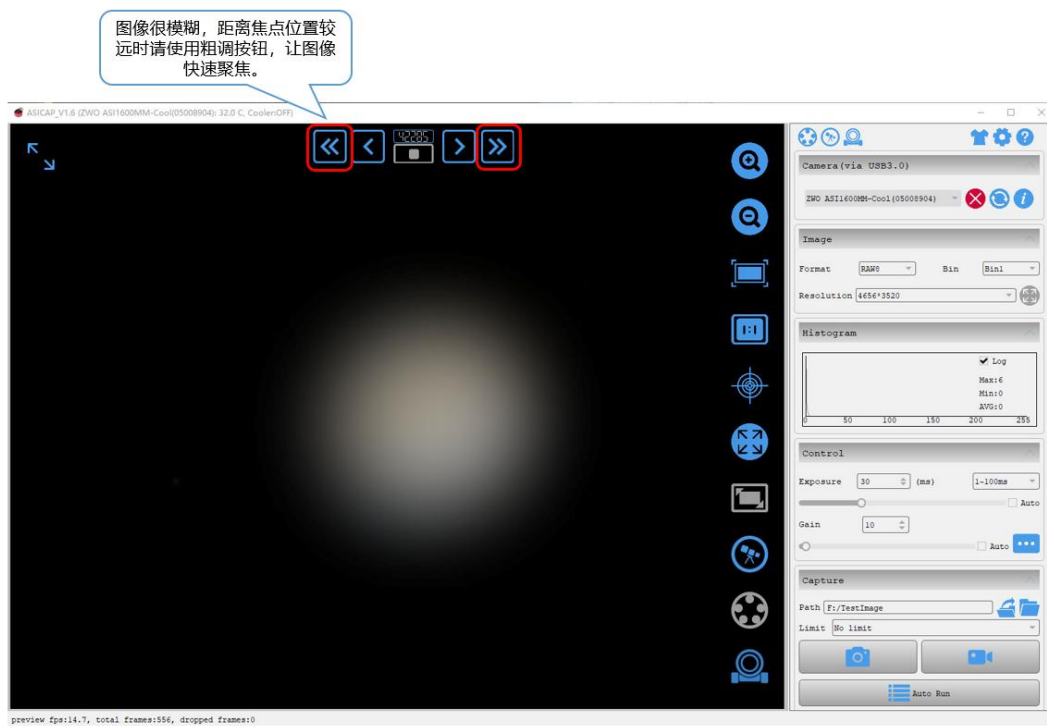 图像很模糊，距离焦点位置较
远时请使用粗调按钮，让图像
快速聚焦。
ASICAP_V1.6 (ZWO ASI1600MM-Cool(05008904): 32.0 C, Cooler:OFF)
42285
1:1
Camera(via USB3.0)
ZWO ASI1600MM-Cool(05008904)
Image
Format RAW8 Bin Bin1
Resolution 4656*3520
Histogram
Log
Max:6
Min:0
AVG:0
0 50 100 150 200 255
Control
Exposure 30 (ms) 1~100ms
Auto
Gain 10
Auto
Capture
Path F:/TestImage
Limit No limit
Auto Run
preview fps:14.7, total frames:556, dropped frames:0